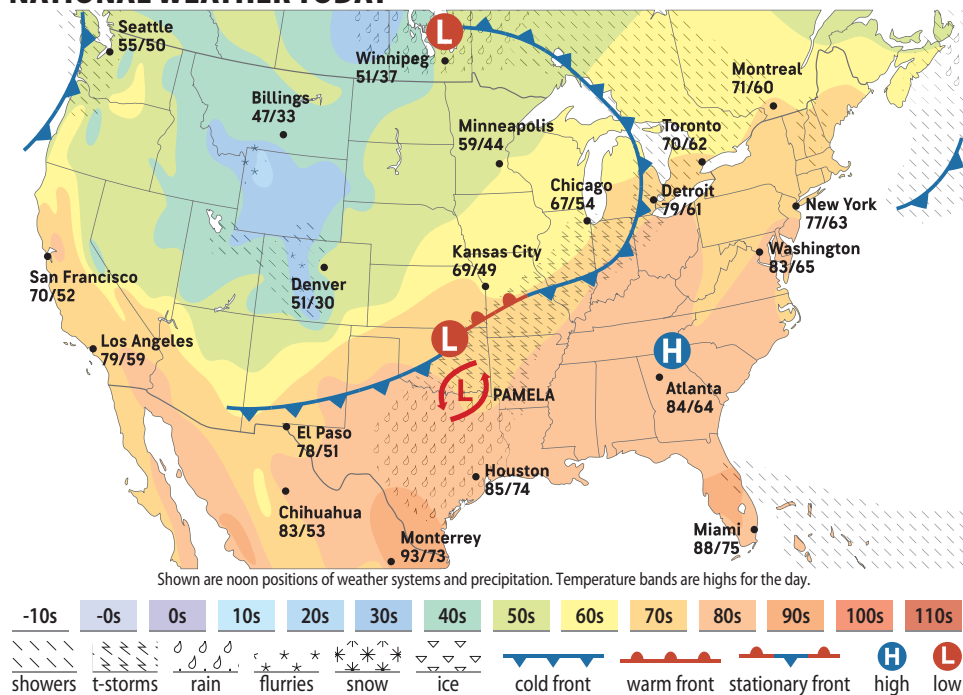 NATIONAL WEATHER TODAY
Seattle
55/50
L
Winnipeg
51/37
Montreal
71/60
Billings
47/33
Minneapolis
59/44
Toronto
70/62
Chicago
67/54
Detroit
79/61
New York
77/63
Washington
83/65
Kansas City
69/49
San Francisco
70/52
Denver
51/30
Los Angeles
79/59
L
H
L
PAMELA
Atlanta
84/64
El Paso
78/51
Houston
85/74
Chihuahua
83/53
Miami
88/75
Monterrey
93/73
Shown are noon positions of weather systems and precipitation. Temperature bands are highs for the day.
-10s -0s 0s 10s 20s 30s 40s 50s 60s 70s 80s 90s 100s 110s
H L
showers t-storms rain flurries snow ice cold front warm front stationary front high low